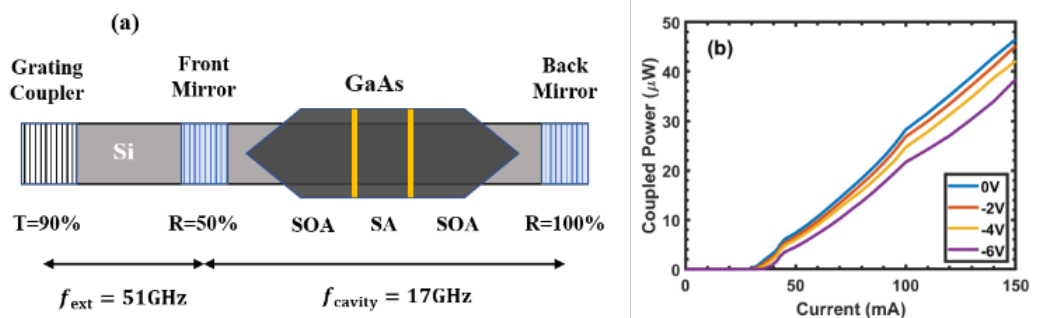 (a)
Grating
Coupler
Front
Mirror
GaAs
Back
Mirror
Si
T=90%
R=50%
SOA
SA
SOA
R=100%
f_ext = 51GHz
f_cavity = 17GHz
(b)
Coupled Power (μW)
50
40
30
20
10
0
0V
-2V
-4V
-6V
0
50
100
150
Current (mA)